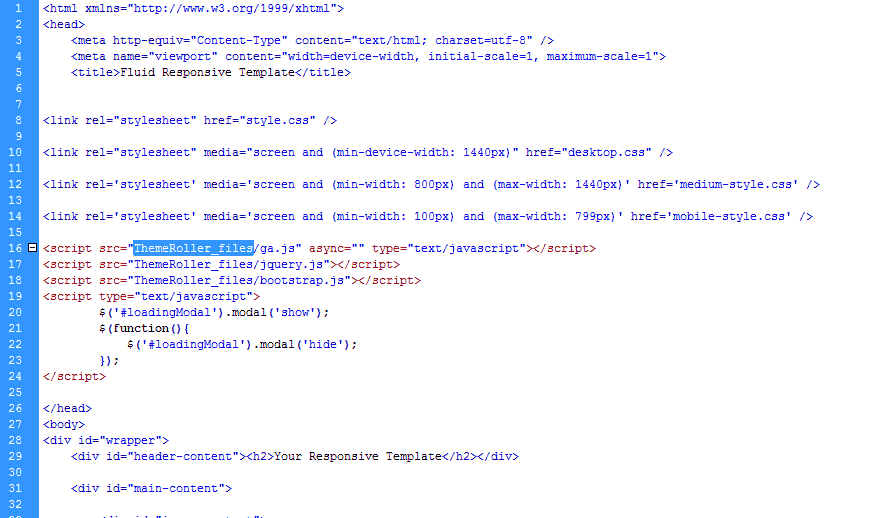 1 <html xmlns="http://www.w3.org/1999/xhtml">
2 <head>
3 <meta http-equiv="Content-Type" content="text/html; charset=utf-8" />
4 <meta name="viewport" content="width=device-width, initial-scale=1, maximum-scale=1">
5 <title>Fluid Responsive Template</title>
6
7
8 <link rel="stylesheet" href="style.css" />
9
10 <link rel="stylesheet" media="screen and (min-device-width: 1440px)" href="desktop.css" />
11
12 <link rel='stylesheet' media='screen and (min-width: 800px) and (max-width: 1440px)' href='medium-style.css' />
13
14 <link rel='stylesheet' media='screen and (min-width: 100px) and (max-width: 799px)' href='mobile-style.css' />
15
16 <script src="ThemeRoller_files/ga.js" async="" type="text/javascript"></script>
17 <script src="ThemeRoller_files/jquery.js"></script>
18 <script src="ThemeRoller_files/bootstrap.js"></script>
19 <script type="text/javascript">
20 $('#loadingModal').modal('show');
21 $(function(){
22 $('#loadingModal').modal('hide');
23 });
24 </script>
25
26 </head>
27 <body>
28 <div id="wrapper">
29 <div id="header-content"><h2>Your Responsive Template</h2></div>
30
31 <div id="main-content">
32